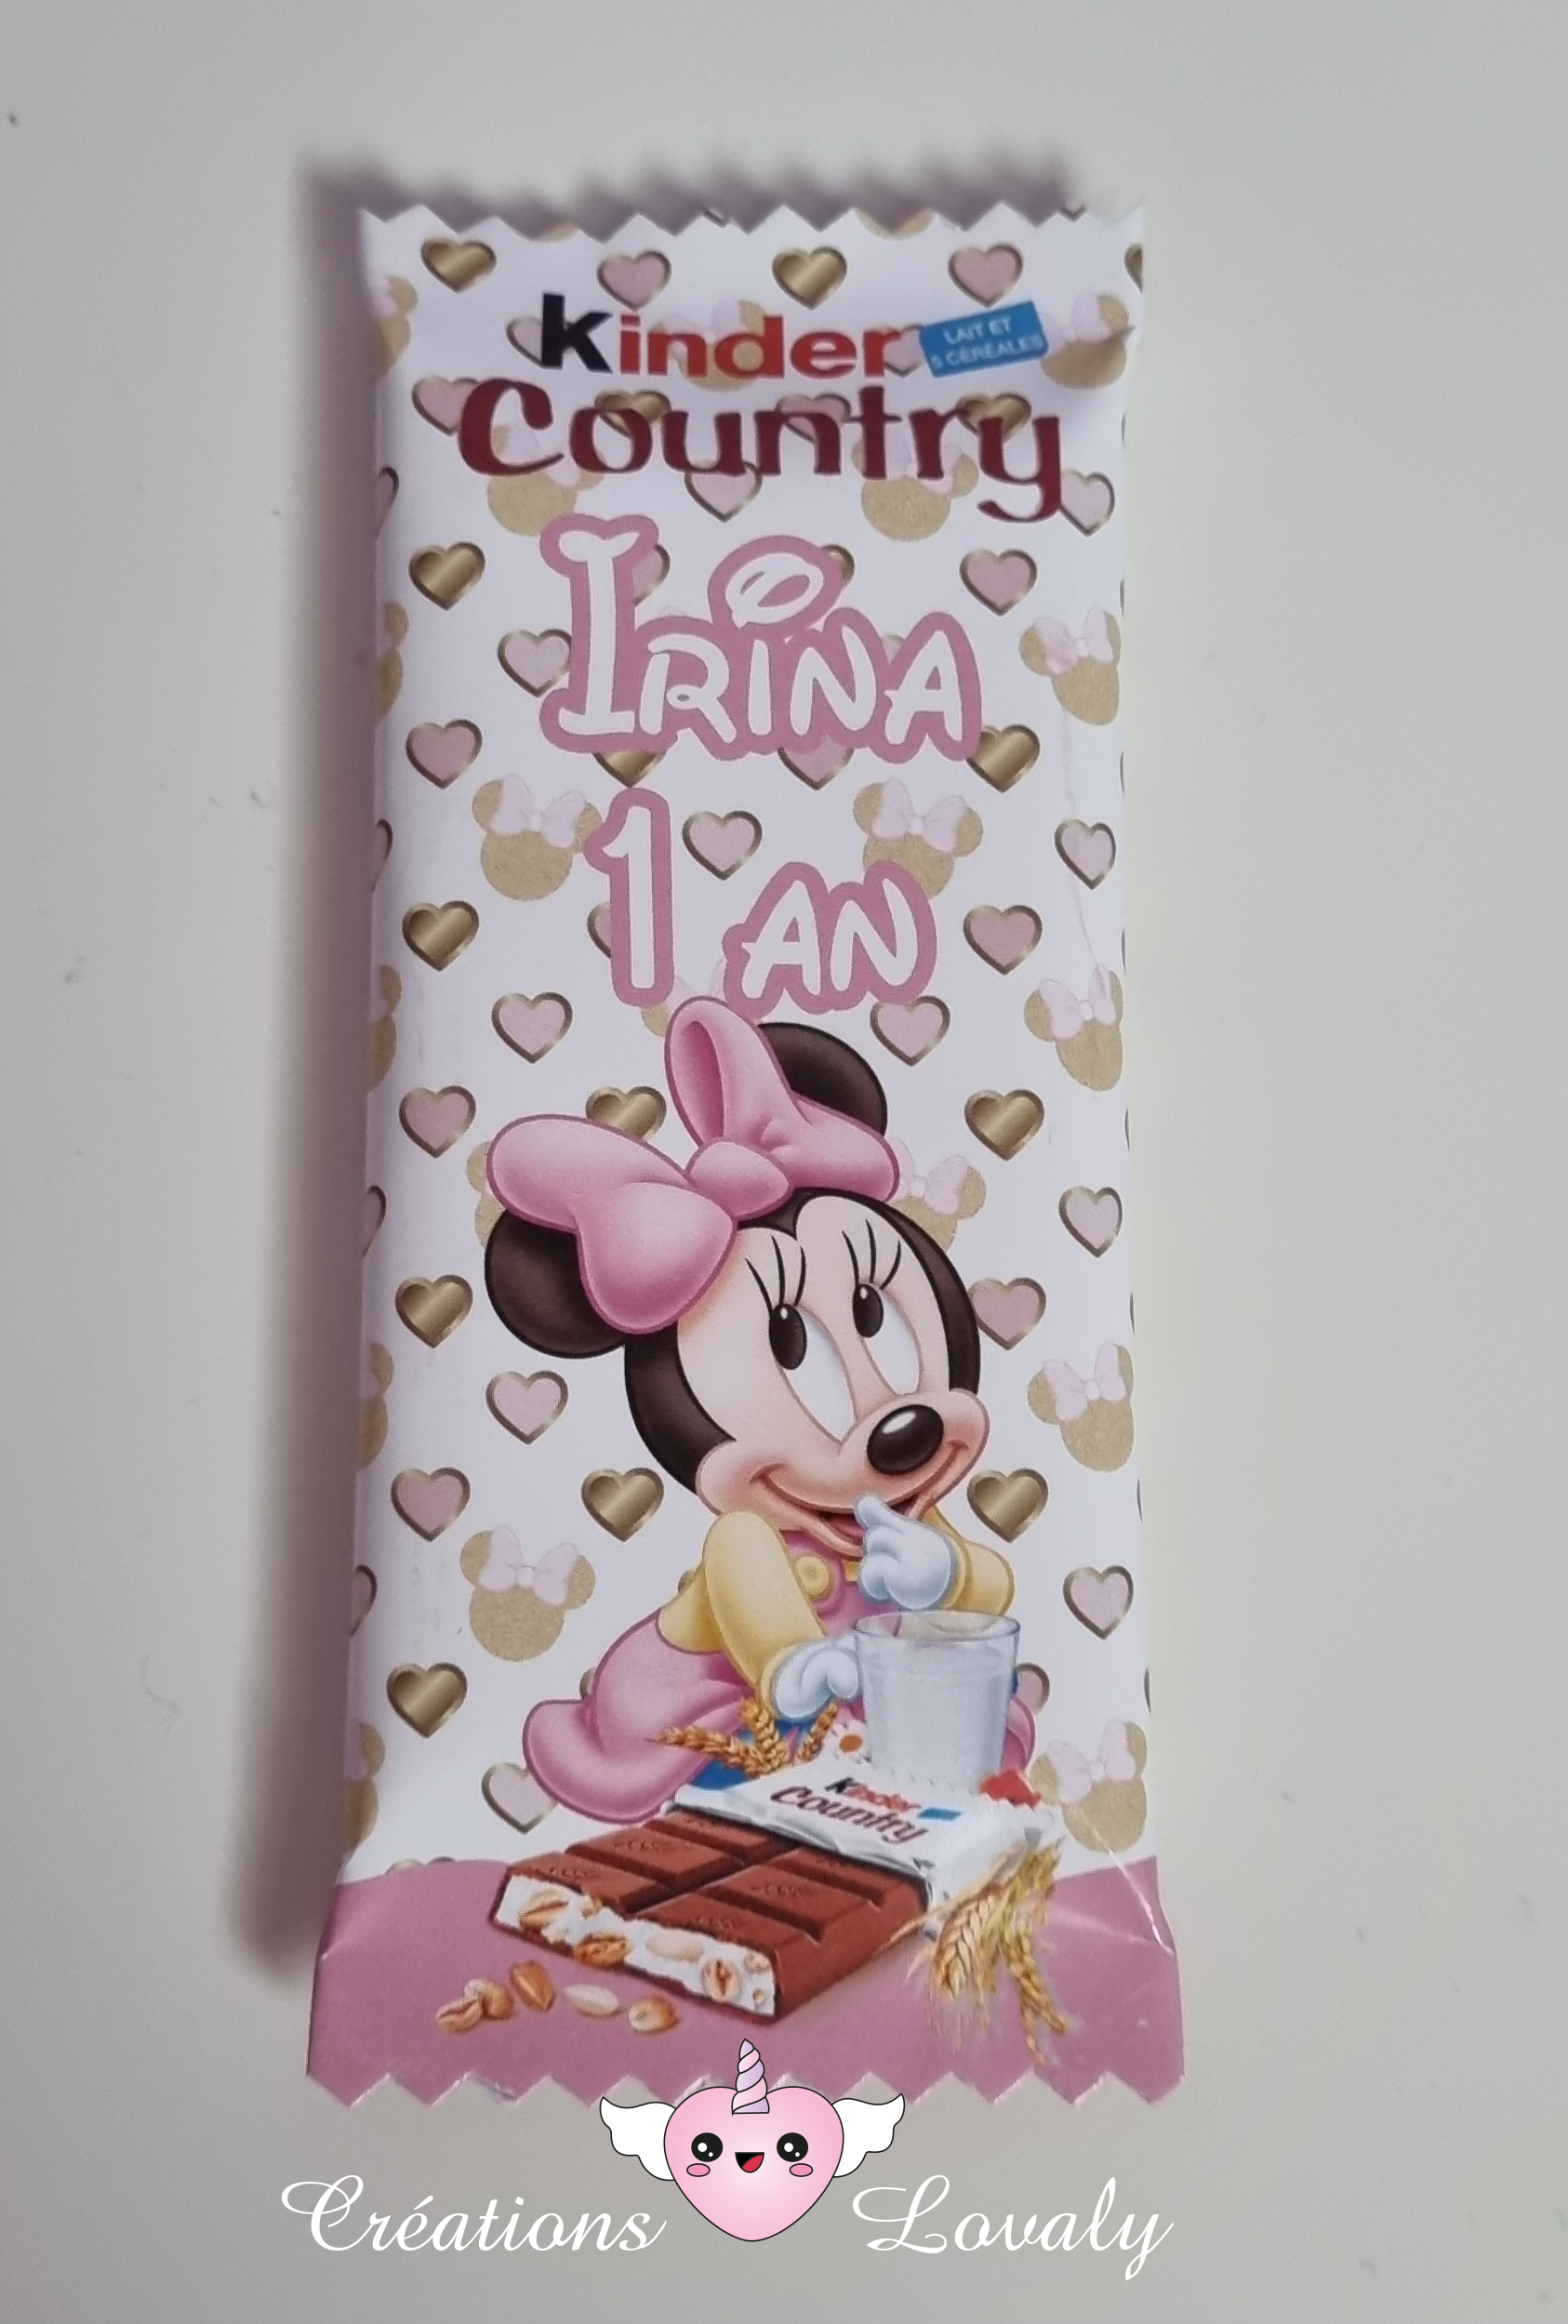 kinder
LAIT ET
5 CÉRÉALES
Country
IRINA
1 AN
Kinder
Country
Créations Lovaly